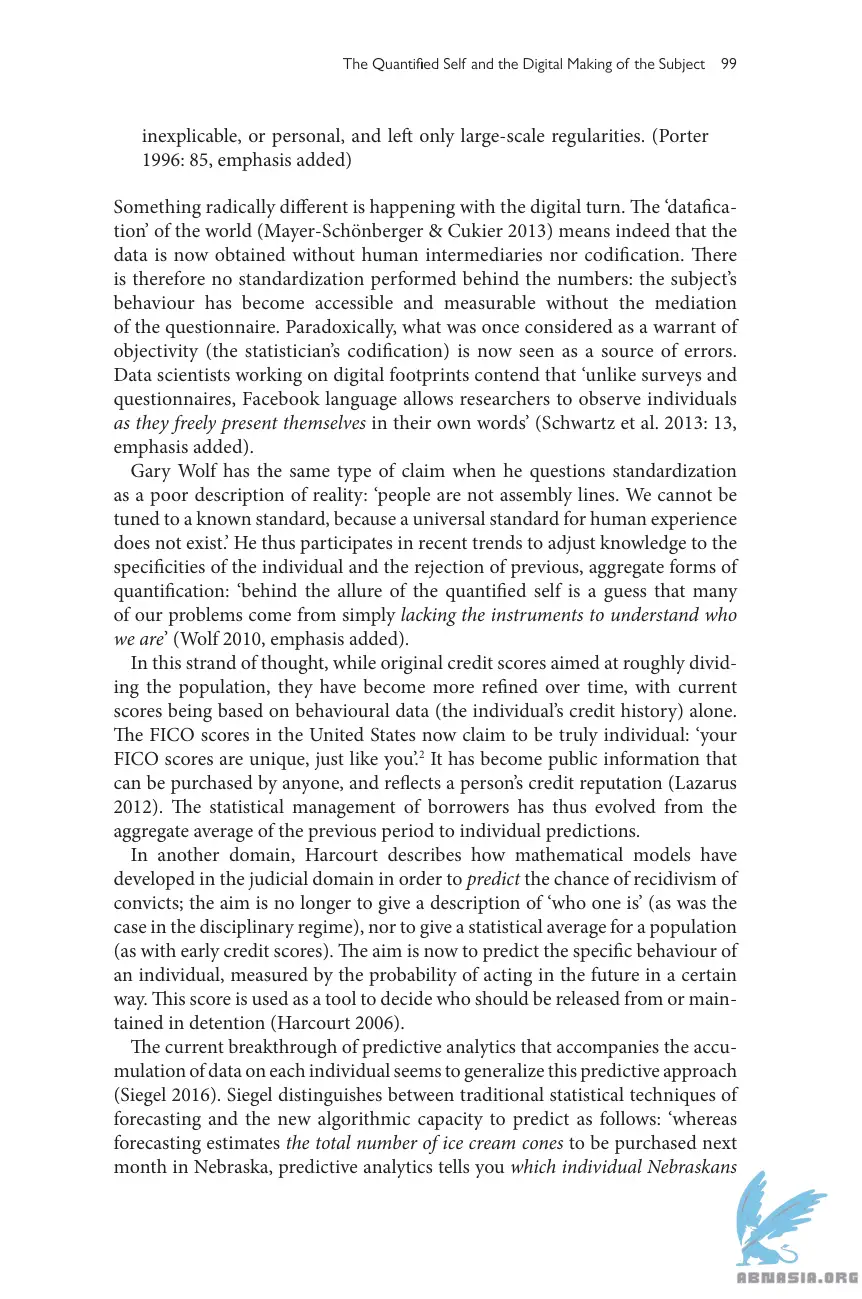 The Quantified Self and the Digital Making of the Subject 99
inexplicable, or personal, and left only large-scale regularities. (Porter
1996: 85, emphasis added)
Something radically different is happening with the digital turn. The ‘datafica-
tion’ of the world (Mayer-Schönberger & Cukier 2013) means indeed that the
data is now obtained without human intermediaries nor codification. There
is therefore no standardization performed behind the numbers: the subject’s
behaviour has become accessible and measurable without the mediation
of the questionnaire. Paradoxically, what was once considered as a warrant of
objectivity (the statistician’s codification) is now seen as a source of errors.
Data scientists working on digital footprints contend that ‘unlike surveys and
questionnaires, Facebook language allows researchers to observe individuals
as they freely present themselves in their own words’ (Schwartz et al. 2013: 13,
emphasis added).
Gary Wolf has the same type of claim when he questions standardization
as a poor description of reality: ‘people are not assembly lines. We cannot be
tuned to a known standard, because a universal standard for human experience
does not exist.’ He thus participates in recent trends to adjust knowledge to the
specificities of the individual and the rejection of previous, aggregate forms of
quantification: ‘behind the allure of the quantified self is a guess that many
of our problems come from simply lacking the instruments to understand who
we are’ (Wolf 2010, emphasis added).
In this strand of thought, while original credit scores aimed at roughly divid-
ing the population, they have become more refined over time, with current
scores being based on behavioural data (the individual’s credit history) alone.
The FICO scores in the United States now claim to be truly individual: ‘your
FICO scores are unique, just like you’.² It has become public information that
can be purchased by anyone, and reflects a person’s credit reputation (Lazarus
2012). The statistical management of borrowers has thus evolved from the
aggregate average of the previous period to individual predictions.
In another domain, Harcourt describes how mathematical models have
developed in the judicial domain in order to predict the chance of recidivism of
convicts; the aim is no longer to give a description of ‘who one is’ (as was the
case in the disciplinary regime), nor to give a statistical average for a population
(as with early credit scores). The aim is now to predict the specific behaviour of
an individual, measured by the probability of acting in the future in a certain
way. This score is used as a tool to decide who should be released from or main-
tained in detention (Harcourt 2006).
The current breakthrough of predictive analytics that accompanies the accu-
mulation of data on each individual seems to generalize this predictive approach
(Siegel 2016). Siegel distinguishes between traditional statistical techniques of
forecasting and the new algorithmic capacity to predict as follows: ‘whereas
forecasting estimates the total number of ice cream cones to be purchased next
month in Nebraska, predictive analytics tells you which individual Nebraskans
ABNASIA.ORG